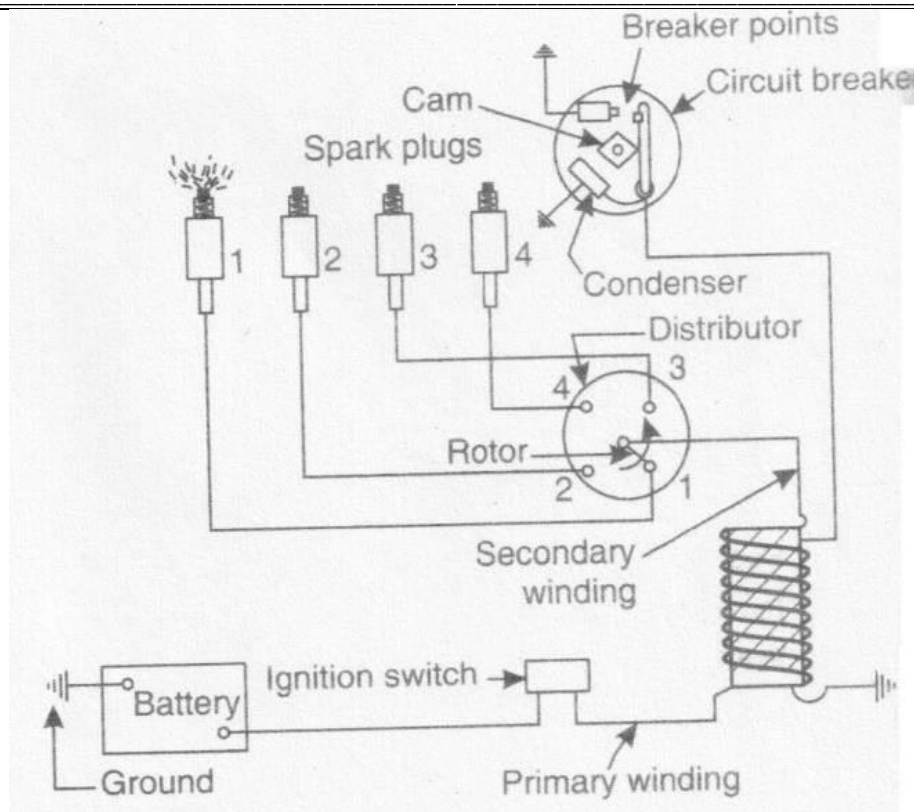 Breaker points
Circuit breake
Cam
Spark plugs
1
2
3
4
Condenser
Distributor
3
4
Rotor
2
1
Secondary
winding
Ignition switch
Battery
Ground
Primary winding